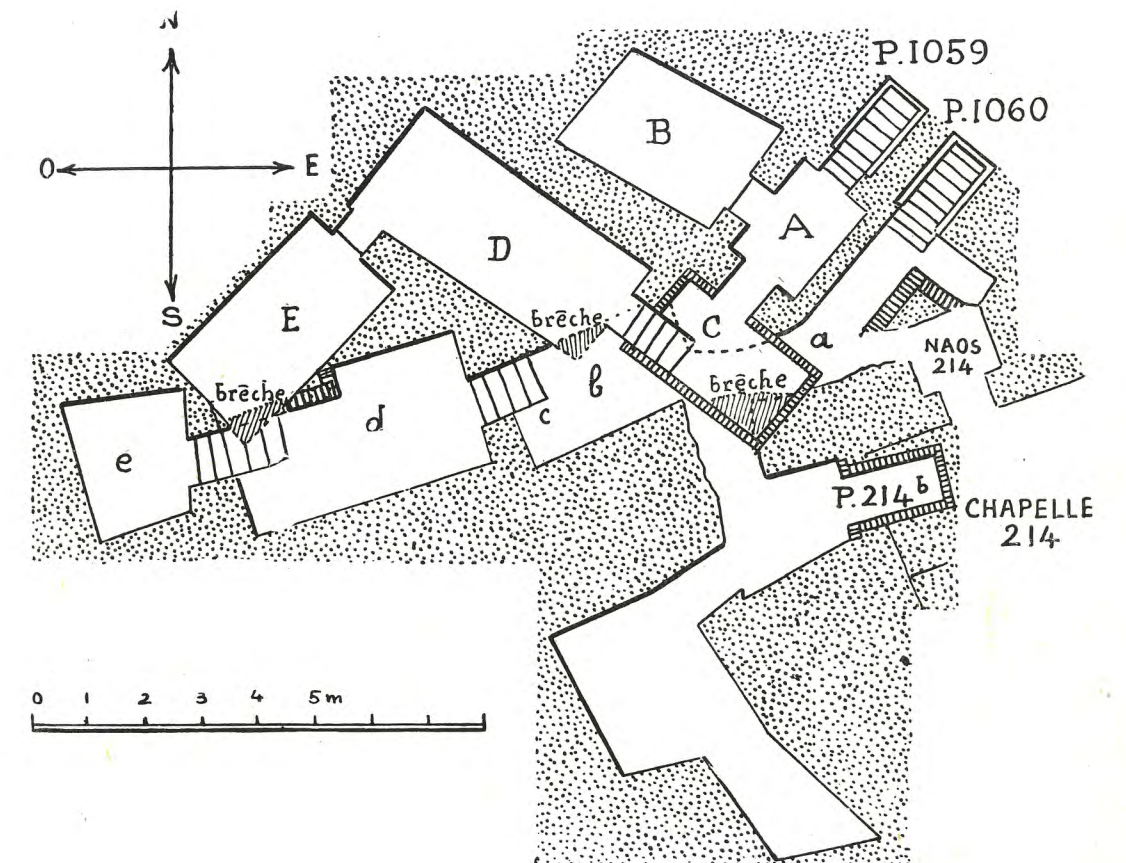 N
P.1059
P.1060
B
O
E
A
D
S
E
C
brēche
a
NAOS
214
b
brēche
brēche
c
d
e
P.214 b
CHAPELLE
214
0 1 2 3 4 5m